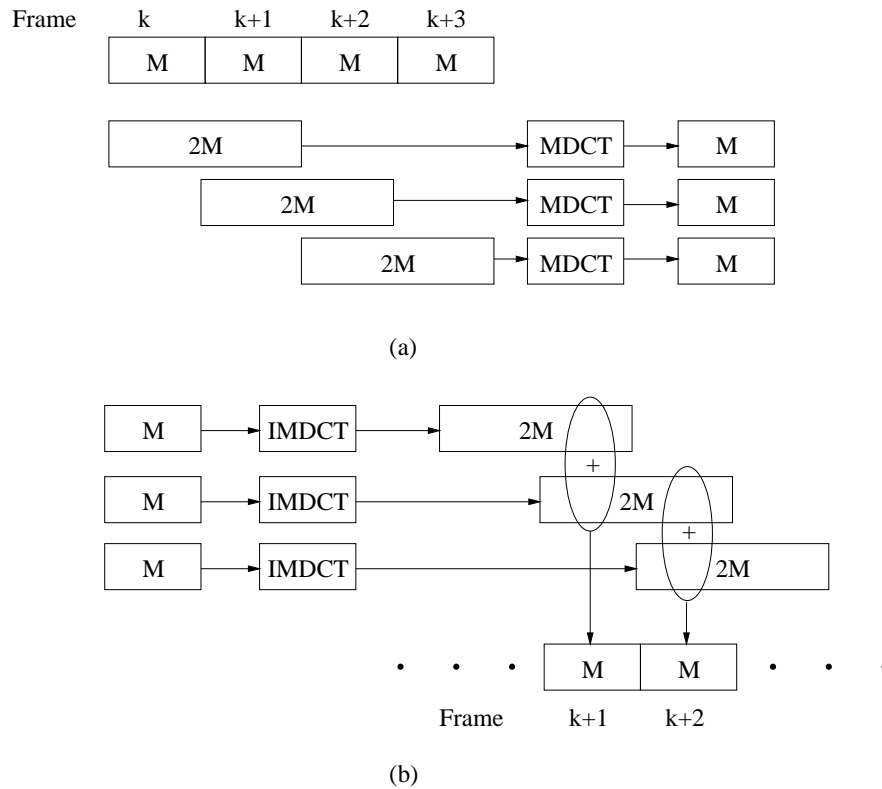 Frame k k+1 k+2 k+3
M M M M
2M MDCT M
2M MDCT M
2M MDCT M
(a)
M IMDCT 2M
+
M IMDCT 2M
+
M IMDCT 2M
M M
Frame k+1 k+2
(b)